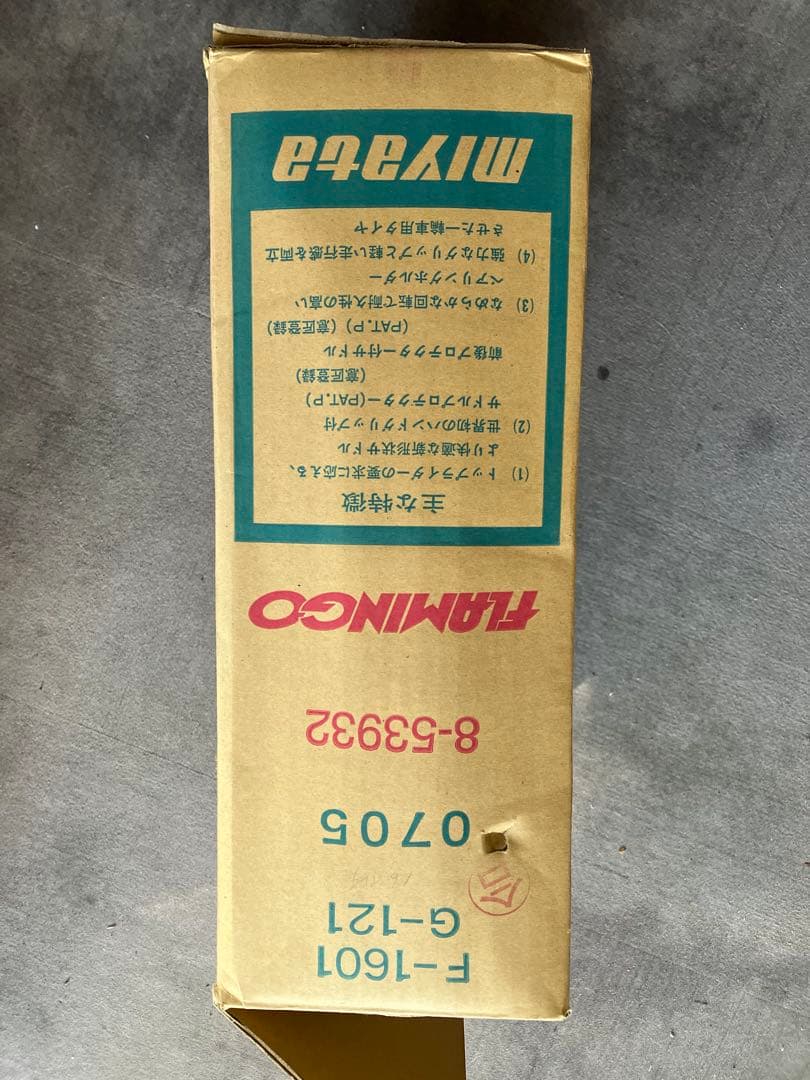 F-1601
G-121
合
0705
8-53932
FLAMINGO
主な特徴
(1) トップライダーの要求に応える、
より快適な新形状サドル
(2) 世界初のハンドグリップ付
サドルプロテクター(PAT.P)
(意匠登録)
前後プロテクター付サドル
(PAT.P) (意匠登録)
(3) なめらかな回転で耐久性の高い
ベアリングホルダー
(4) 強力なグリップと軽い走行感を両立
させた一輪車用タイヤ
miyata